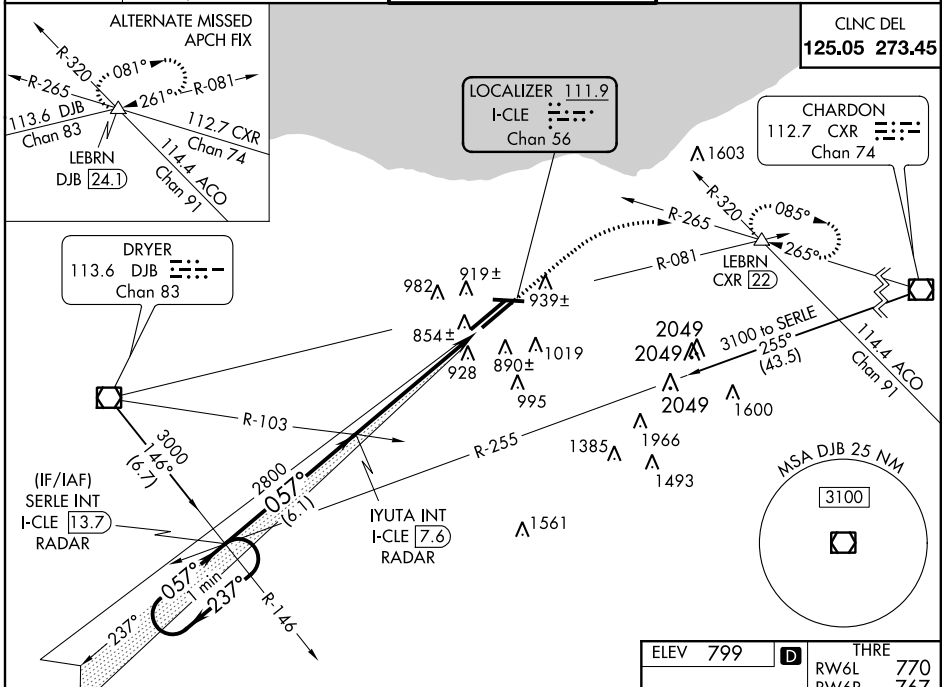 ALTERNATE MISSED
APCH FIX
R-320
081°
R-265
R-081
261°
113.6 DJB
Chan 83
112.7 CXR
Chan 74
LEBRN
DJB 24.1
114.4 ACO
Chan 91
CLNC DEL
125.05 273.45
LOCALIZER 111.9
I-CLE
Chan 56
CHARDON
112.7 CXR
Chan 74
1603
R-320
R-265
085°
265°
R-081
LEBRN
CXR 22
DRYER
113.6 DJB
Chan 83
982
919±
939±
854±
928
890±
1019
995
2049
2049
2049
3100 to SERLE
255°
(43.5)
114.4 ACO
Chan 91
1600
R-103
R-255
1966
1385
1493
3000
146°
(6.7)
2800
057°
(6.1)
(IF/IAF)
SERLE INT
I-CLE 13.7
RADAR
IYUTA INT
I-CLE 7.6
RADAR
1561
MSA DJB 25 NM
3100
057°
1 min
237°
237°
R-146
ELEV 799 D
THRE
RW6L 770
RW6R 767